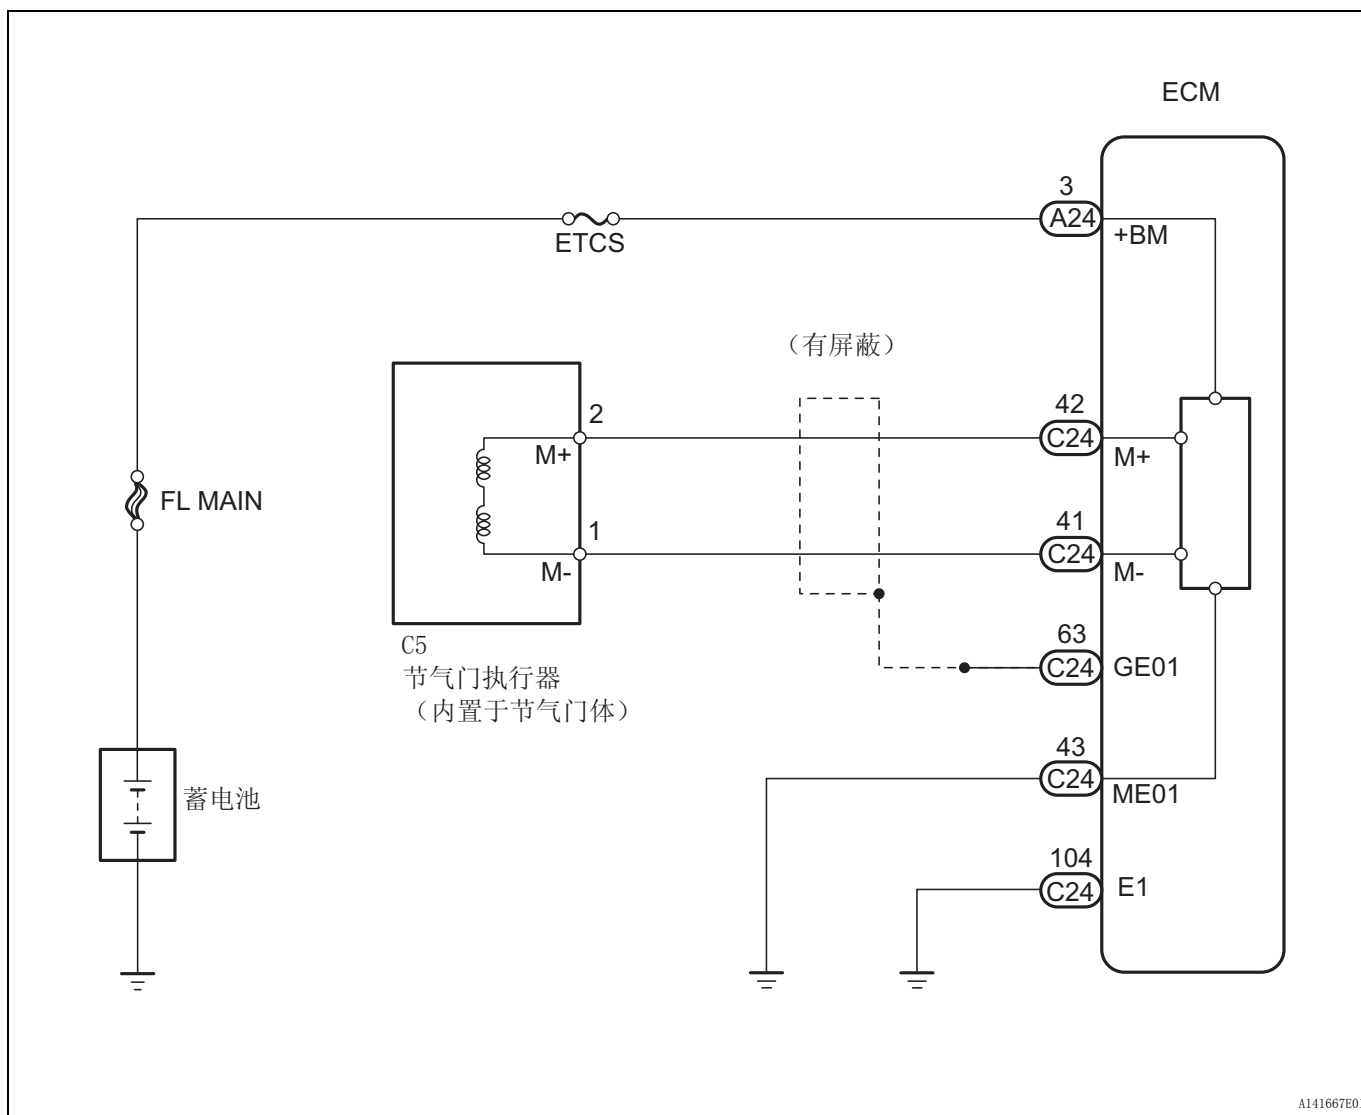 ECM
3
A24
+BM
ETCS
（有屏蔽）
2
M+
42
C24
M+
FL MAIN
1
M-
41
C24
M-
C5
节气门执行器
（内置于节气门体）
63
C24
GE01
43
C24
ME01
蓄电池
104
C24
E1